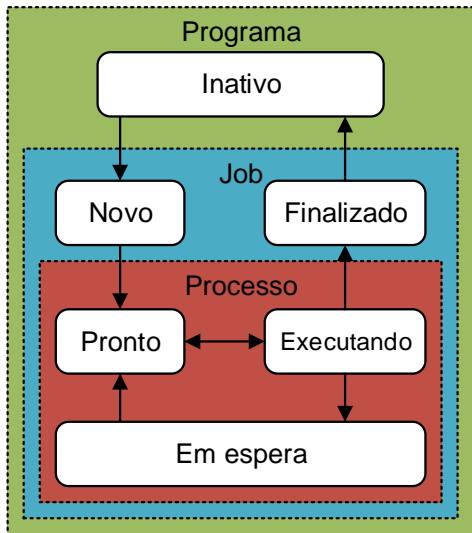 Programa
Inativo
Job
Novo
Finalizado
Processo
Pronto
Executando
Em espera